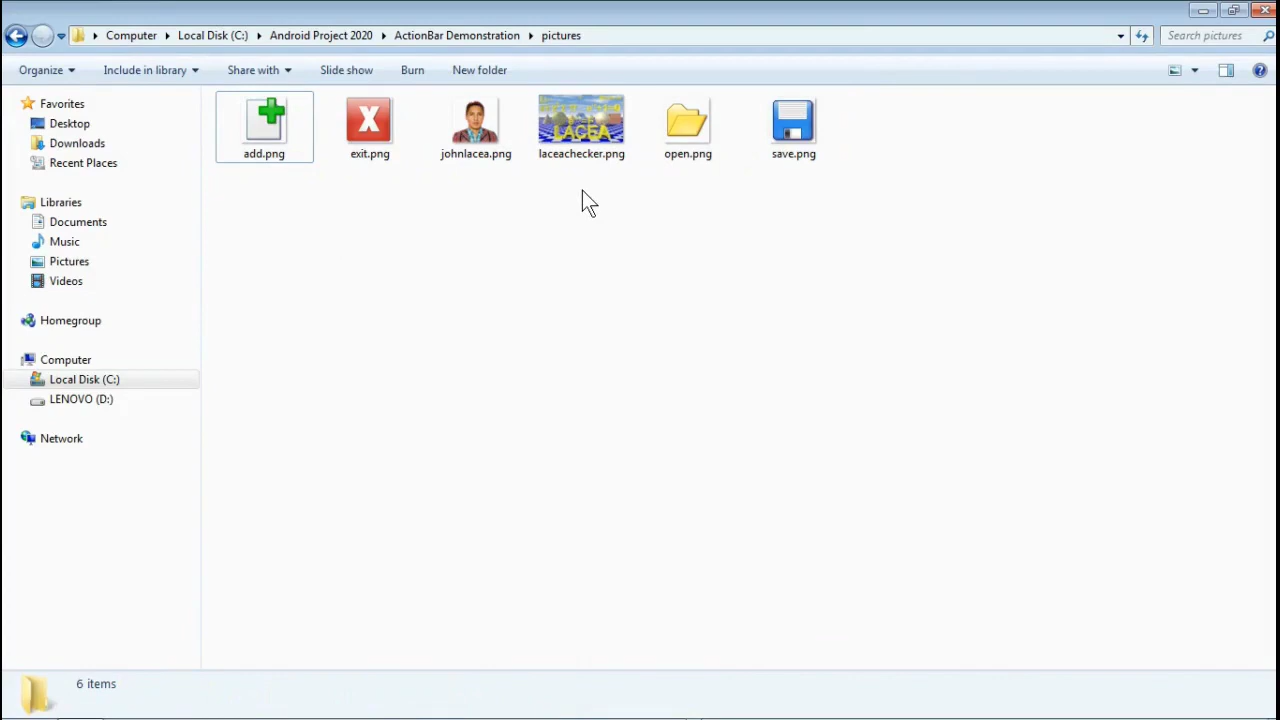 Computer Local Disk (C:) Android Project 2020 ActionBar Demonstration pictures
Search pictures
Organize Include in library Share with Slide show Burn New folder
Favorites
Desktop
Downloads
Recent Places
Libraries
Documents
Music
Pictures
Videos
Homegroup
Computer
Local Disk (C:)
LENOVO (D:)
Network
X
LACEA
add.png exit.png johnlacea.png laceachecker.png open.png save.png
6 items